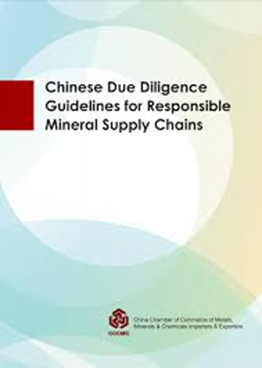 Chinese Due Diligence
Guidelines for Responsible
Mineral Supply Chains
China Chamber of Commerce of Metals,
Minerals & Chemicals Importers & Exporters
CCCMC